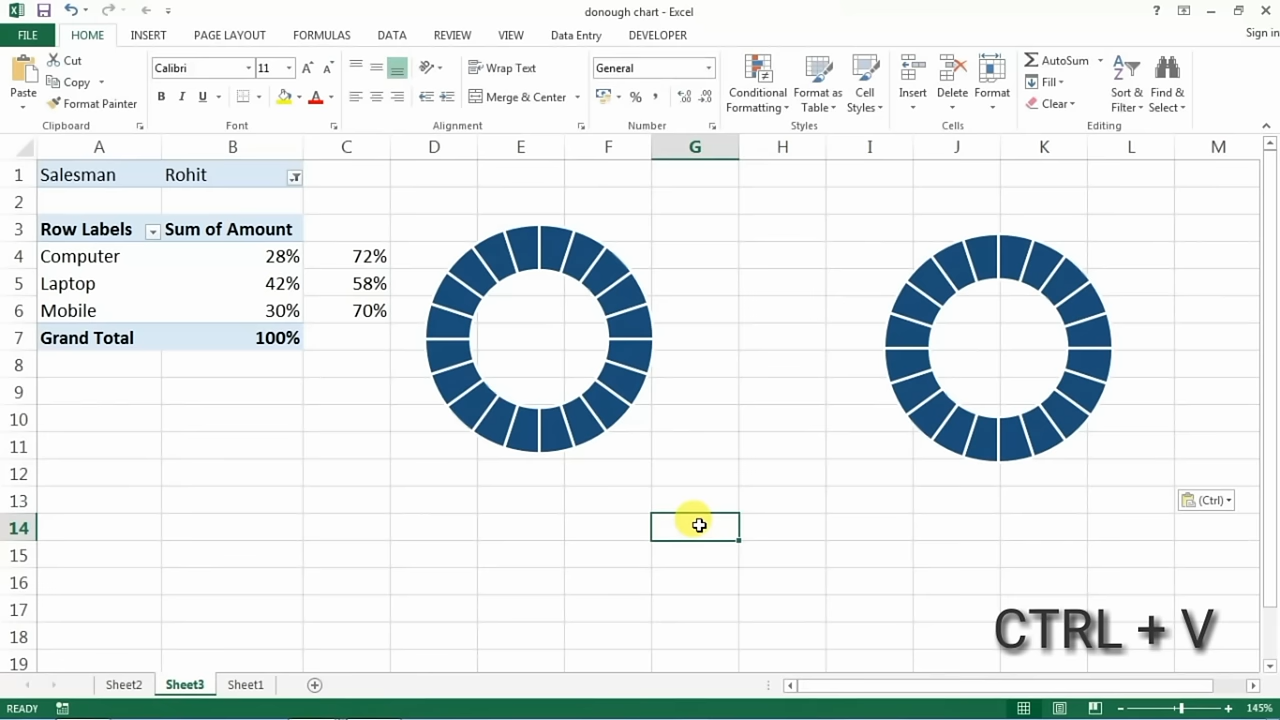 donough chart - Excel
?
FILE HOME INSERT PAGE LAYOUT FORMULAS DATA REVIEW VIEW Data Entry DEVELOPER Sign in
Paste
Cut
Copy
Format Painter
Clipboard
Calibri 11
B I U
Font
Wrap Text
Merge & Center
Alignment
General
% ,
Number
Conditional Formatting
Format as Table
Cell Styles
Styles
Insert Delete Format
Cells
AutoSum
Fill
Clear
Sort & Filter
Find & Select
Editing
A B C D E F G H I J K L M
1 Salesman Rohit
2
3 Row Labels Sum of Amount
4 Computer 28% 72%
5 Laptop 42% 58%
6 Mobile 30% 70%
7 Grand Total 100%
8
9
10
11
12
13 (Ctrl)
14
15
16
17
CTRL + V
18
19
Sheet2 Sheet3 Sheet1
READY 145%